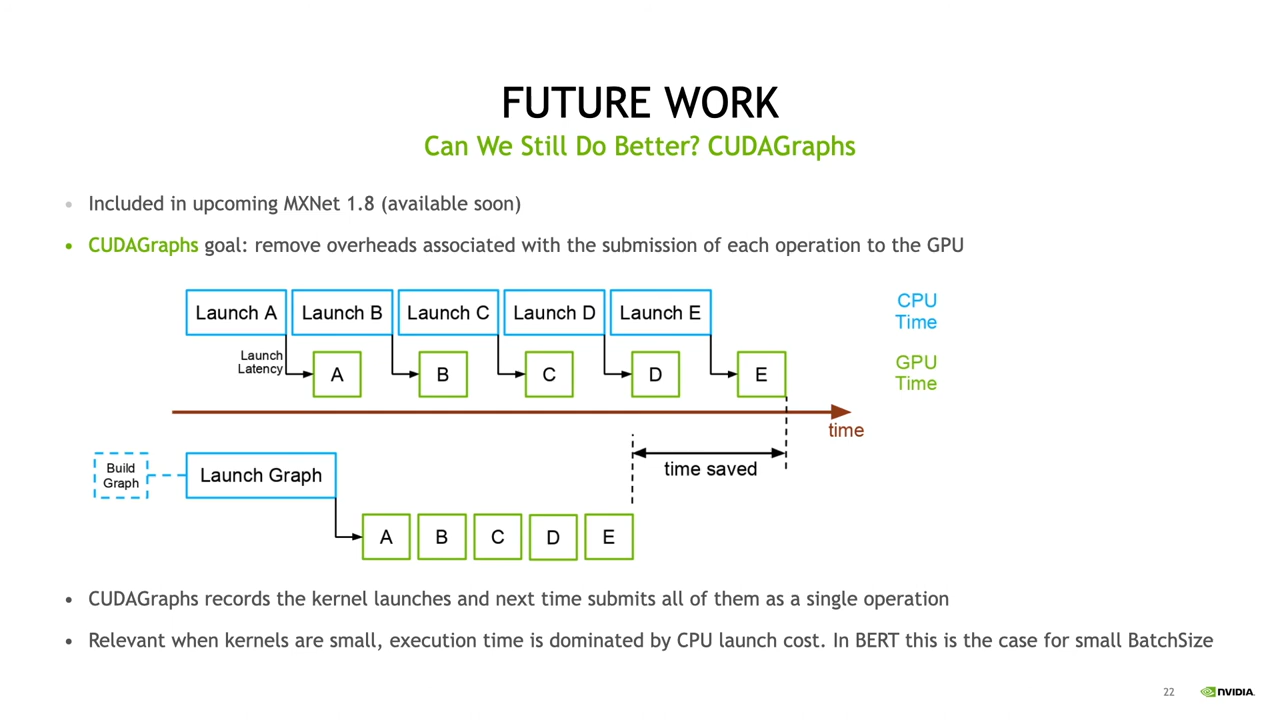 FUTURE WORK
Can We Still Do Better? CUDAGraphs
• Included in upcoming MXNet 1.8 (available soon)
• CUDAGraphs goal: remove overheads associated with the submission of each operation to the GPU
Launch A Launch B Launch C Launch D Launch E
CPU
Time
Launch
Latency
A B C D E
GPU
Time
time
Build
Graph
Launch Graph
time saved
A B C D E
• CUDAGraphs records the kernel launches and next time submits all of them as a single operation
• Relevant when kernels are small, execution time is dominated by CPU launch cost. In BERT this is the case for small BatchSize
22 NVIDIA.